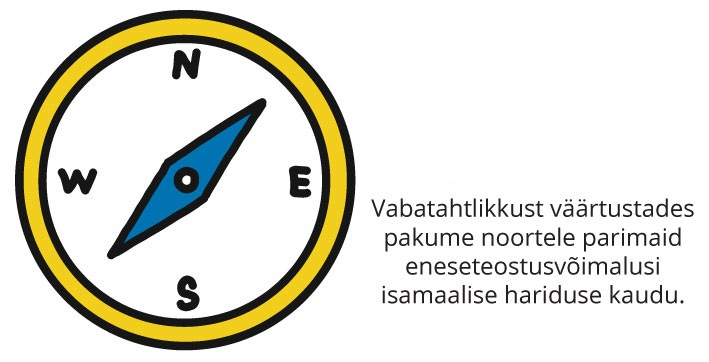 N
W
E
S
Vabatahtlikkust väärtustades
pakume noortele parimaid
eneseteostusvõimalusi
isamaalise hariduse kaudu.